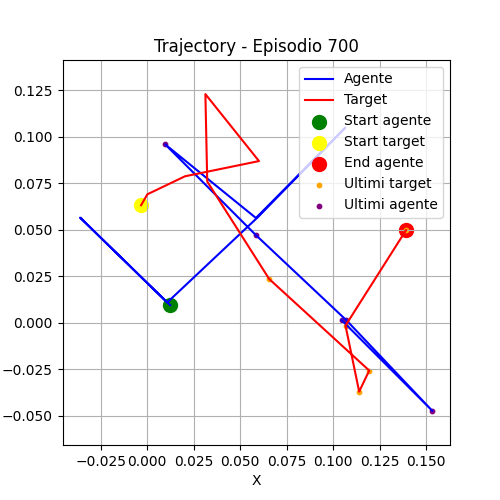 Trajectory - Episodio 700
Agente
Target
Start agente
Start target
End agente
Ultimi target
Ultimi agente
0.125
0.100
0.075
0.050
0.025
0.000
−0.025
−0.050
−0.025 0.000 0.025 0.050 0.075 0.100 0.125 0.150
X